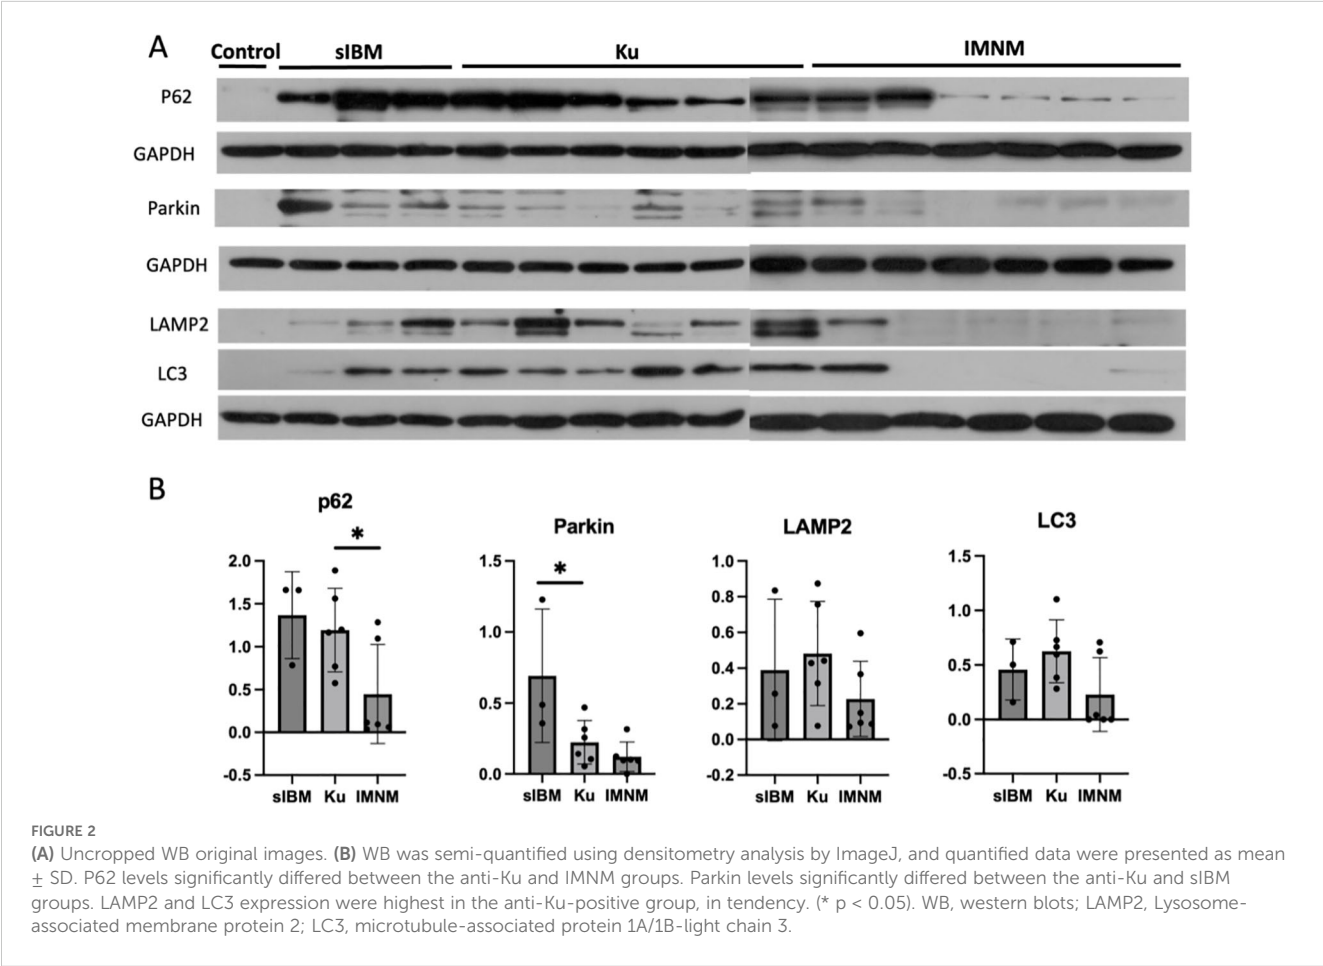 A
Control sIBM Ku IMNM
P62
GAPDH
Parkin
GAPDH
LAMP2
LC3
GAPDH
B
p62
*
2.0
1.5
1.0
0.5
0.0
-0.5
sIBM Ku IMNM
Parkin
*
1.5
1.0
0.5
0.0
sIBM Ku IMNM
LAMP2
1.0
0.8
0.6
0.4
0.2
0.0
-0.2
sIBM Ku IMNM
LC3
1.5
1.0
0.5
0.0
-0.5
sIBM Ku IMNM
FIGURE 2
(A) Uncropped WB original images. (B) WB was semi-quantified using densitometry analysis by ImageJ, and quantified data were presented as mean
± SD. P62 levels significantly differed between the anti-Ku and IMNM groups. Parkin levels significantly differed between the anti-Ku and sIBM
groups. LAMP2 and LC3 expression were highest in the anti-Ku-positive group, in tendency. (* p < 0.05). WB, western blots; LAMP2, Lysosome-
associated membrane protein 2; LC3, microtubule-associated protein 1A/1B-light chain 3.